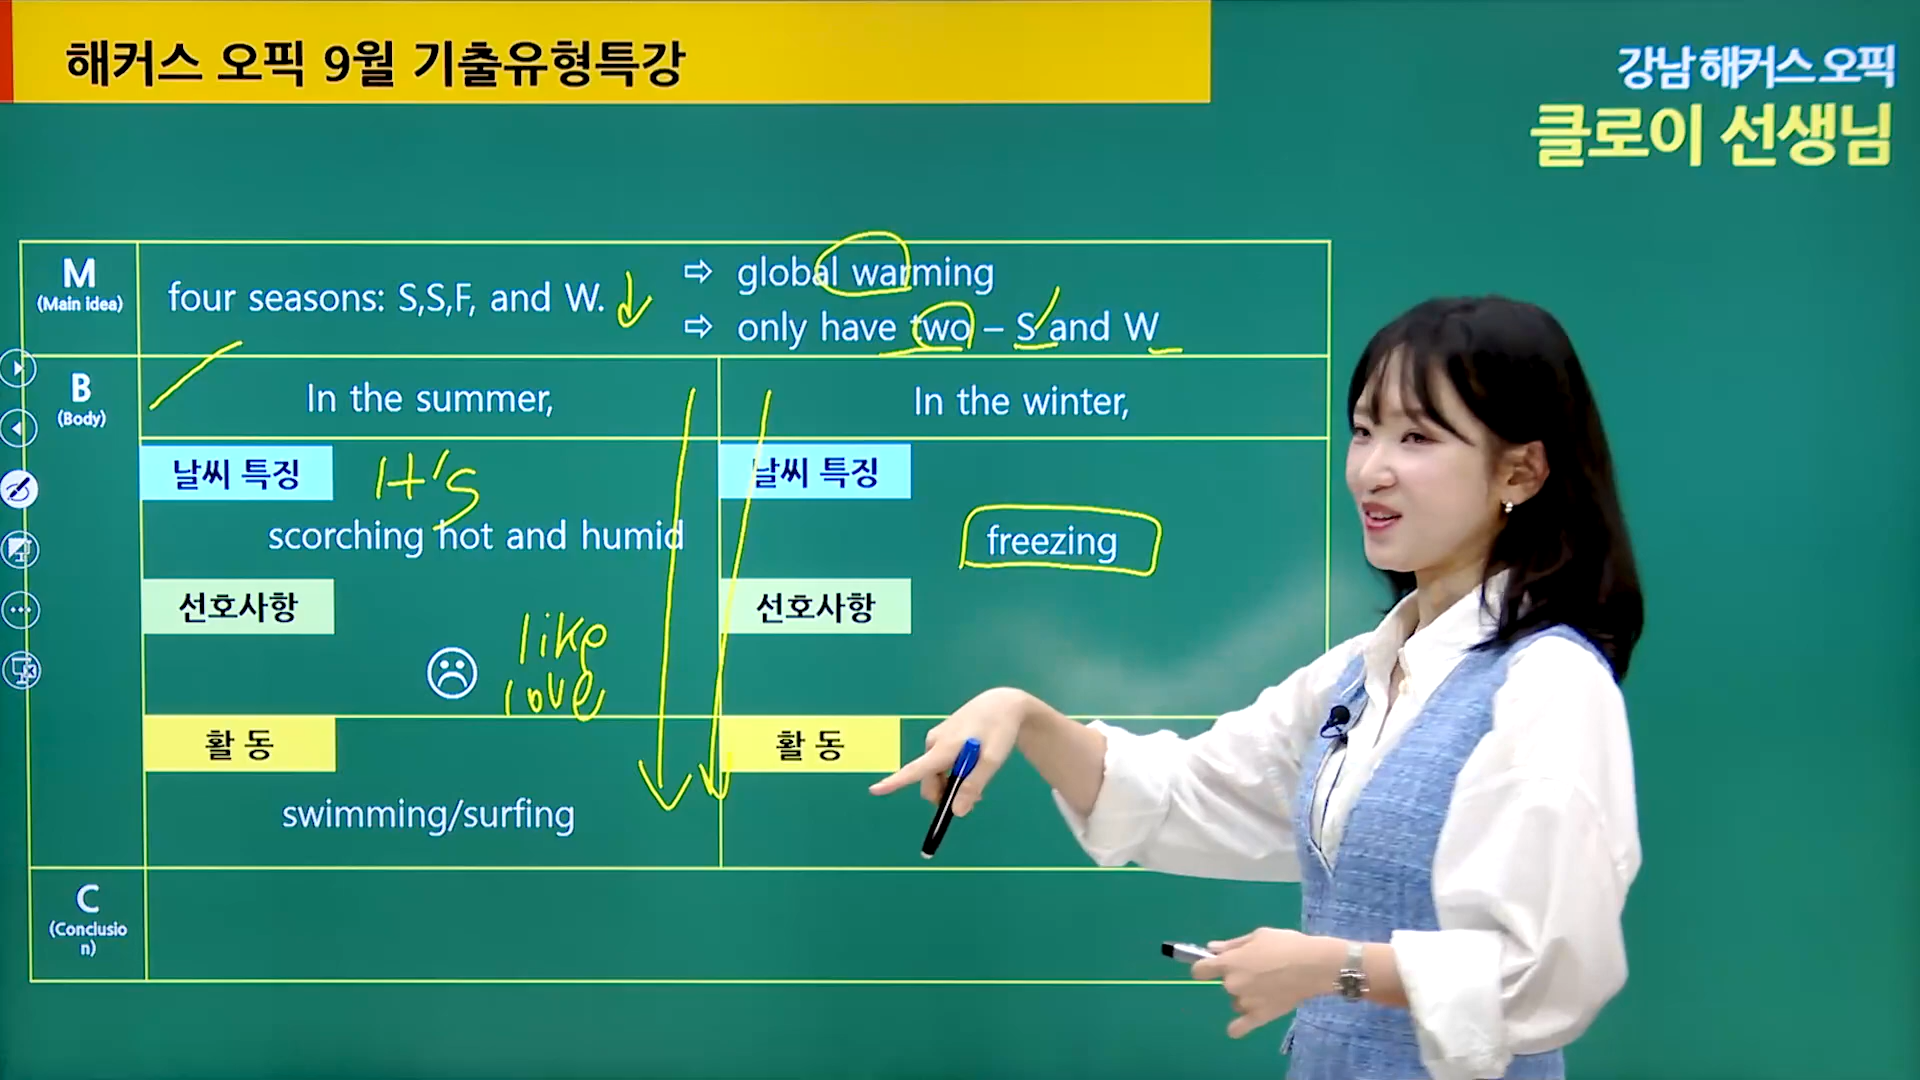 해커스 오픽 9월 기출유형특강
강남 해커스 오픽
클로이 선생님
M
(Main idea)
four seasons: S,S,F, and W.
⇨ global warming
⇨ only have two – S and W
B
(Body)
In the summer,
In the winter,
날씨 특징
It's
scorching hot and humid
날씨 특징
freezing
선호사항
like
love
선호사항
활 동
swimming/surfing
활 동
C
(Conclusio
n)